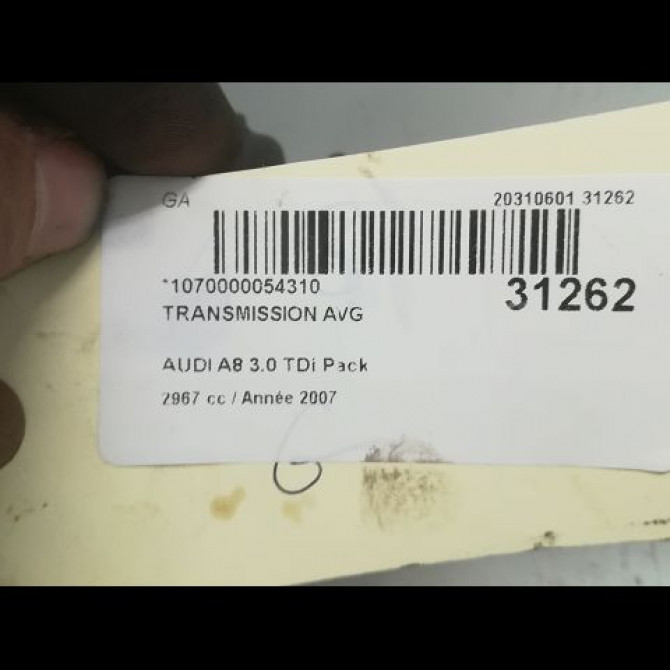 GA 20310601 31262
*1070000054310 31262
TRANSMISSION AVG
AUDI A8 3.0 TDi Pack
2967 cc / Année 2007